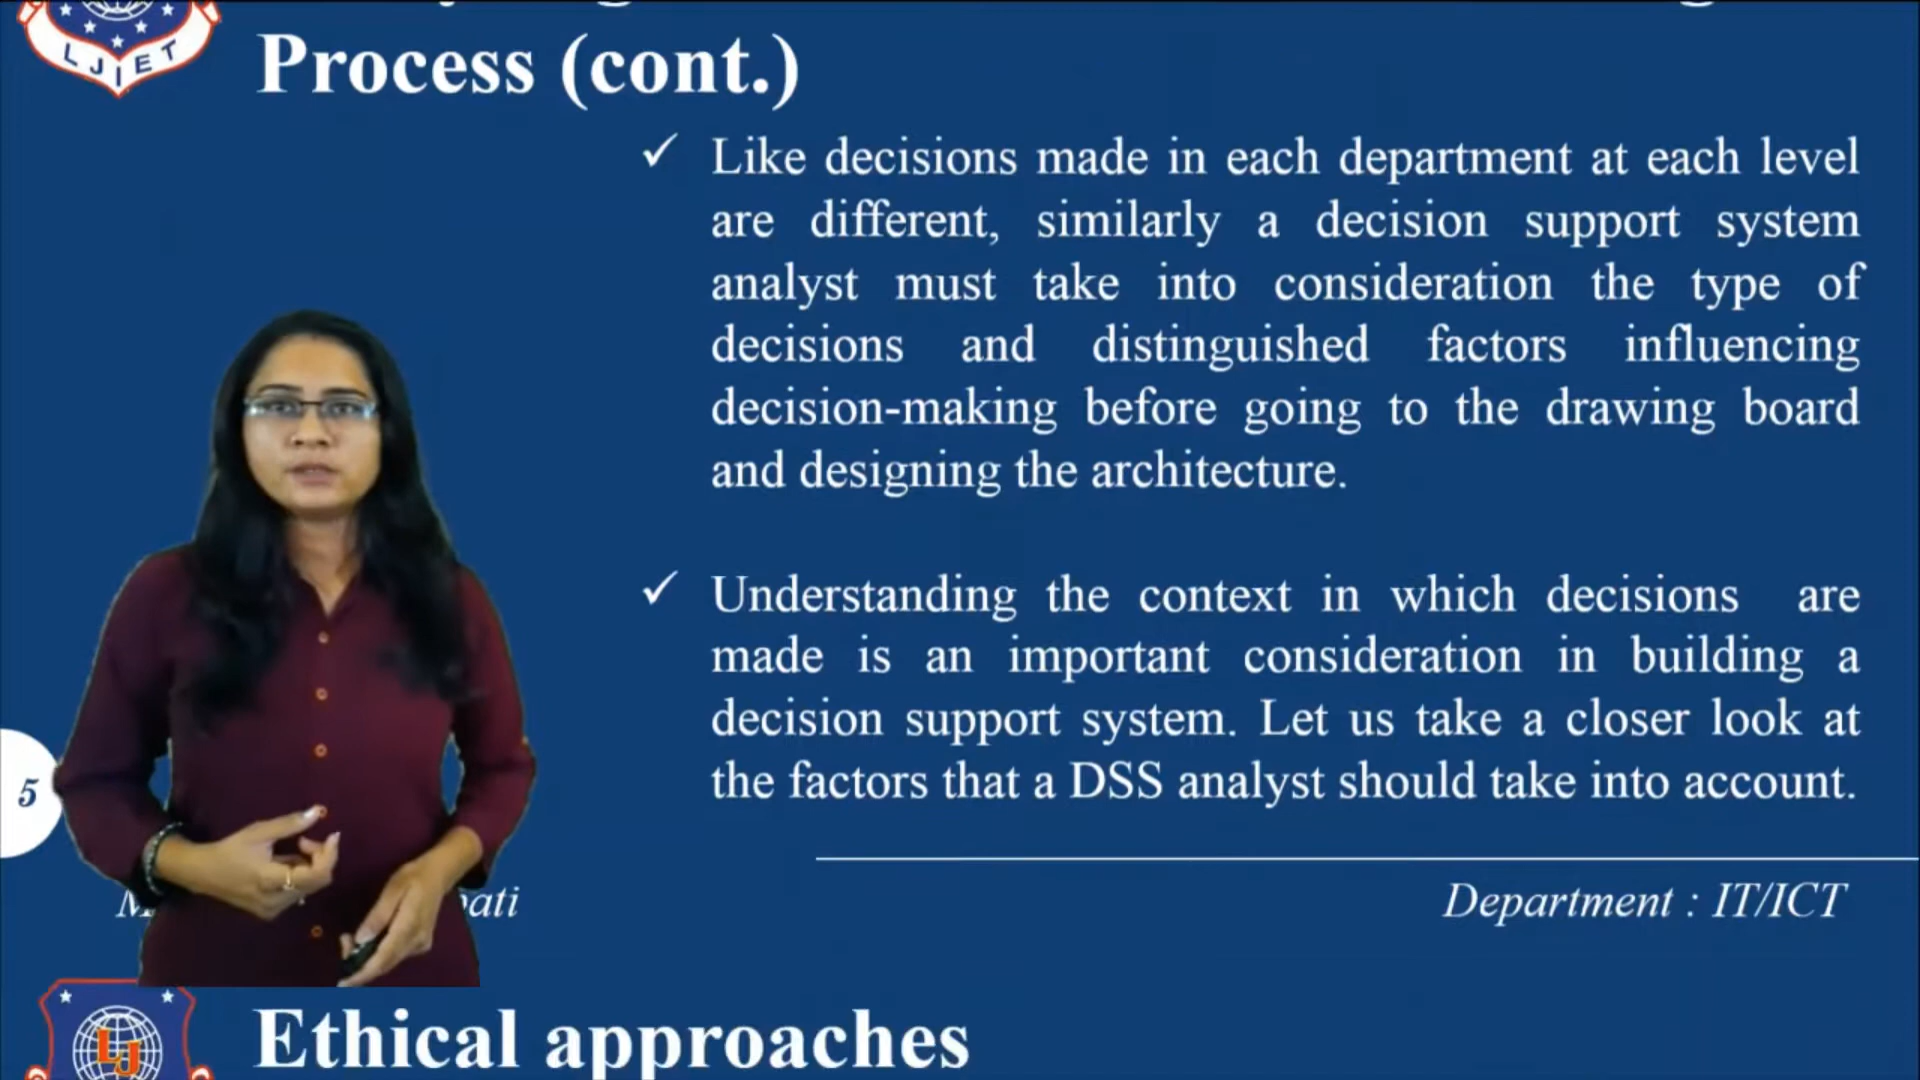 LJIET
Process (cont.)
✓ Like decisions made in each department at each level
are different, similarly a decision support system
analyst must take into consideration the type of
decisions and distinguished factors influencing
decision-making before going to the drawing board
and designing the architecture.
✓ Understanding the context in which decisions are
made is an important consideration in building a
decision support system. Let us take a closer look at
the factors that a DSS analyst should take into account.
5
Department : IT/ICT
LJ
Ethical approaches